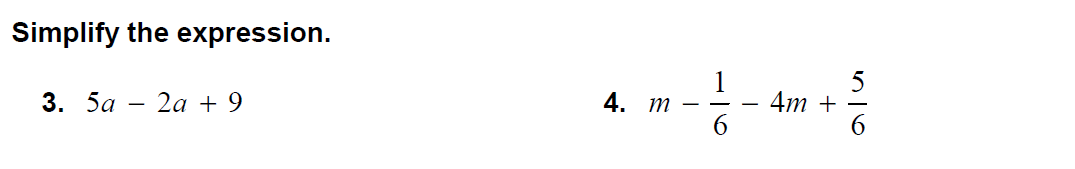 Simplify the expression.
3. 5a − 2a + 9
4. m − 1/6 − 4m + 5/6